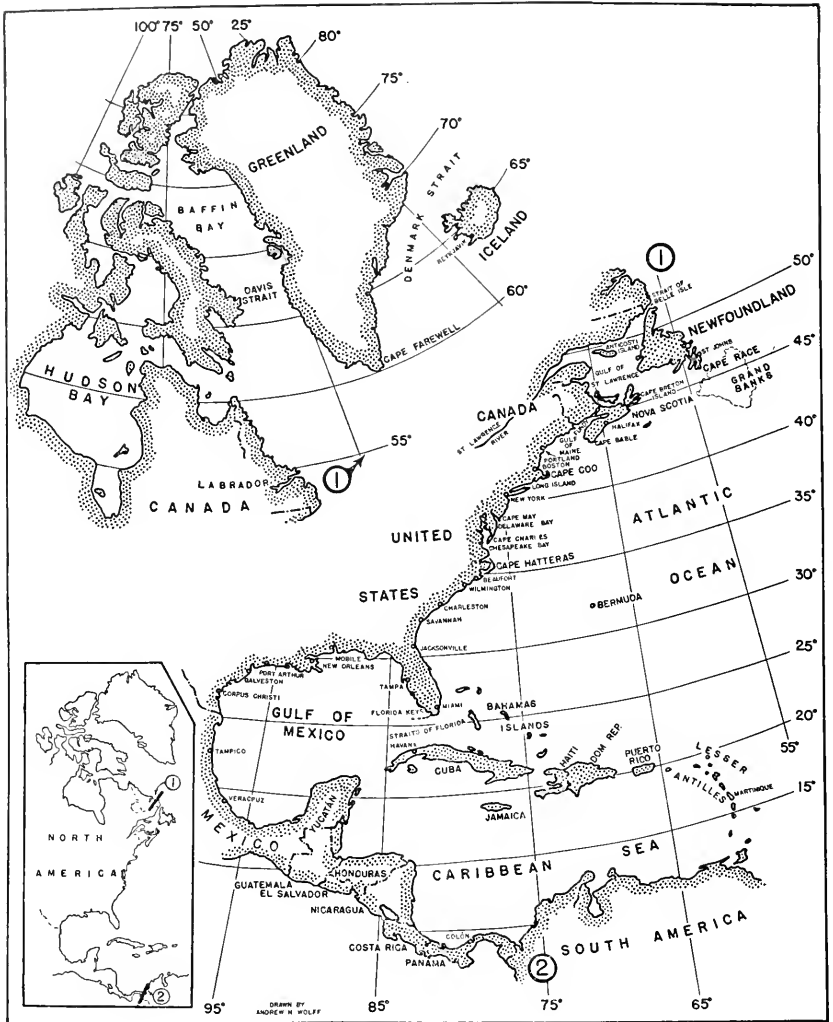 100° 75° 50° 25°
80°
75°
70°
65°
60°
55°
GREENLAND
BAFFIN
BAY
DENMARK STRAIT
ICELAND
REYKJAVIK
DAVIS
STRAIT
CAPE FAREWELL
HUDSON
BAY
LABRADOR
CANADA
①
①
50°
STRAIT OF
BELLE ISLE
NEWFOUNDLAND
45°
ANTICOSTI
ISLAND
ST JOHNS
GULF OF
ST LAWRENCE
CAPE RACE
GRAND
BANKS
CAPE BRETON
ISLAND
CANADA
NOVA SCOTIA
HALIFAX
40°
ST. LAWRENCE
RIVER
GULF
OF
MAINE
CAPE SABLE
PORTLAND
BOSTON
CAPE COD
LONG ISLAND
NEW YORK
35°
ATLANTIC
OCEAN
CAPE MAY
DELAWARE BAY
UNITED
STATES
CAPE CHARLES
CHESAPEAKE BAY
CAPE HATTERAS
30°
BEAUFORT
WILMINGTON
BERMUDA
CHARLESTON
SAVANNAH
25°
JACKSONVILLE
MOBILE
NEW ORLEANS
PORT ARTHUR
GALVESTON
TAMPA
CORPUS CHRISTI
MIAMI
FLORIDA KEYS
BAHAMAS
ISLANDS
20°
GULF OF
MEXICO
STRAITS OF FLORIDA
HAVANA
TAMPICO
CUBA
HAITI
DOM REP.
PUERTO
RICO
LESSER
ANTILLES
55°
MARTINIQUE
15°
VERACRUZ
YUCATAN
JAMAICA
MEXICO
CARIBBEAN SEA
HONDURAS
GUATEMALA
EL SALVADOR
NICARAGUA
COLON
COSTA RICA
PANAMA
SOUTH AMERICA
②
95° 85° 75° 65°
DRAWN BY
ANDREW H WOLFF
①
NORTH
AMERICA
②